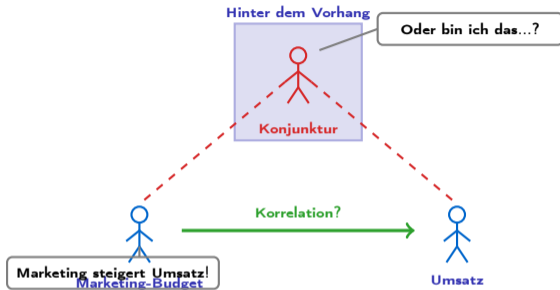 Hinter dem Vorhang
Oder bin ich das...?
Konjunktur
Korrelation?
Marketing steigert Umsatz!
Marketing-Budget
Umsatz